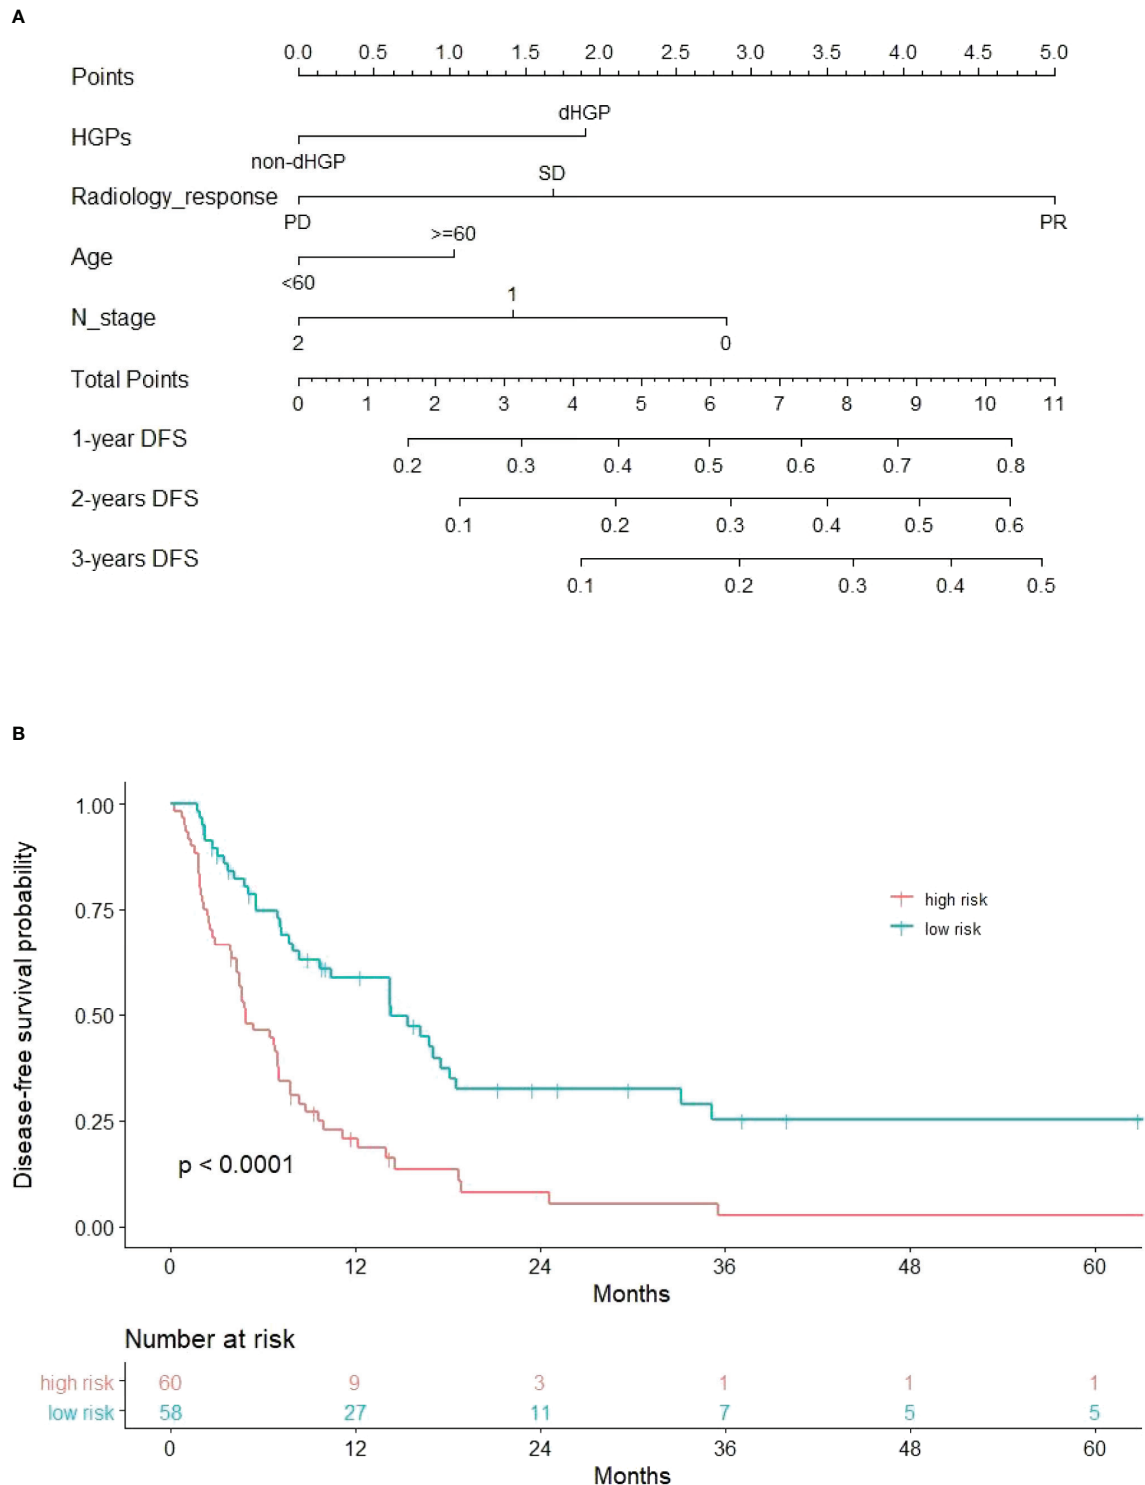 A
0.0 0.5 1.0 1.5 2.0 2.5 3.0 3.5 4.0 4.5 5.0
Points
dHGP
HGPs
non-dHGP
SD
Radiology_response
PD PR
>=60
Age
<60
1
N_stage
2 0
Total Points
0 1 2 3 4 5 6 7 8 9 10 11
1-year DFS
0.2 0.3 0.4 0.5 0.6 0.7 0.8
2-years DFS
0.1 0.2 0.3 0.4 0.5 0.6
3-years DFS
0.1 0.2 0.3 0.4 0.5
B
Disease-free survival probability
1.00
0.75
0.50
0.25
0.00
high risk
low risk
p < 0.0001
0 12 24 36 48 60
Months
Number at risk
high risk 60 9 3 1 1 1
low risk 58 27 11 7 5 5
0 12 24 36 48 60
Months